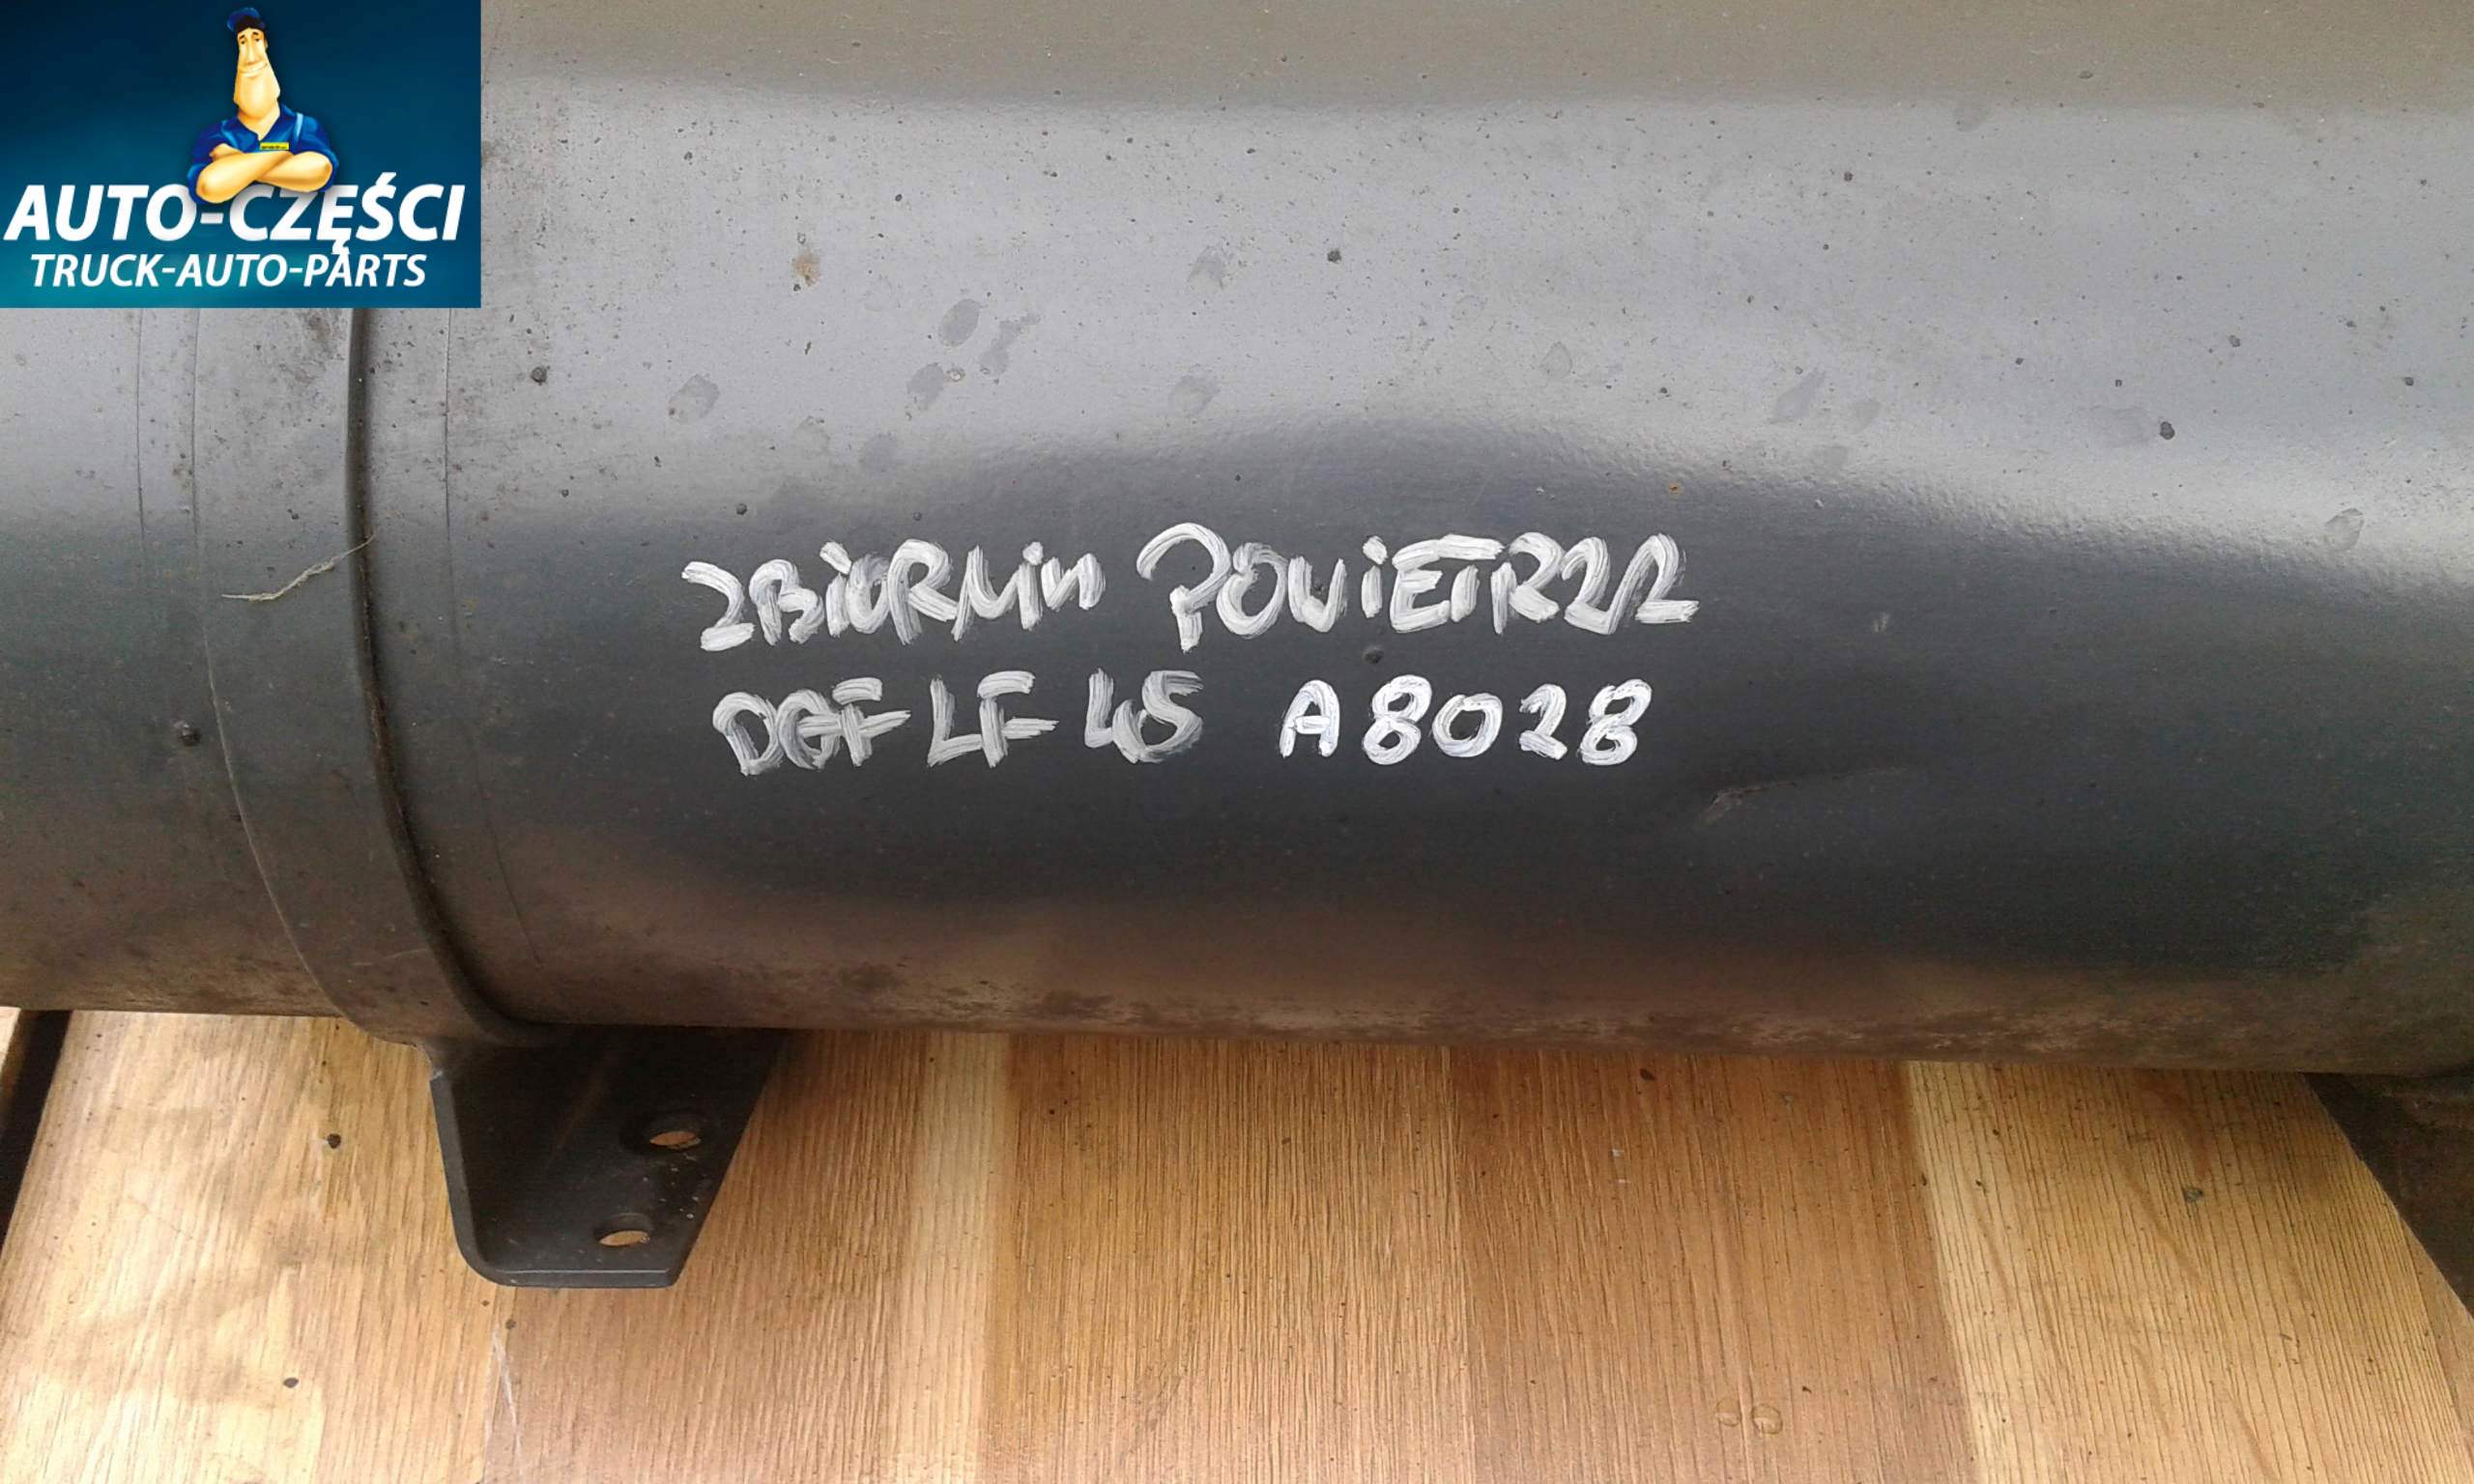 AUTO-CZĘŚCI
TRUCK-AUTO-PARTS
ZBiORNiK POWiETRZA
DAF LF 45 A8028